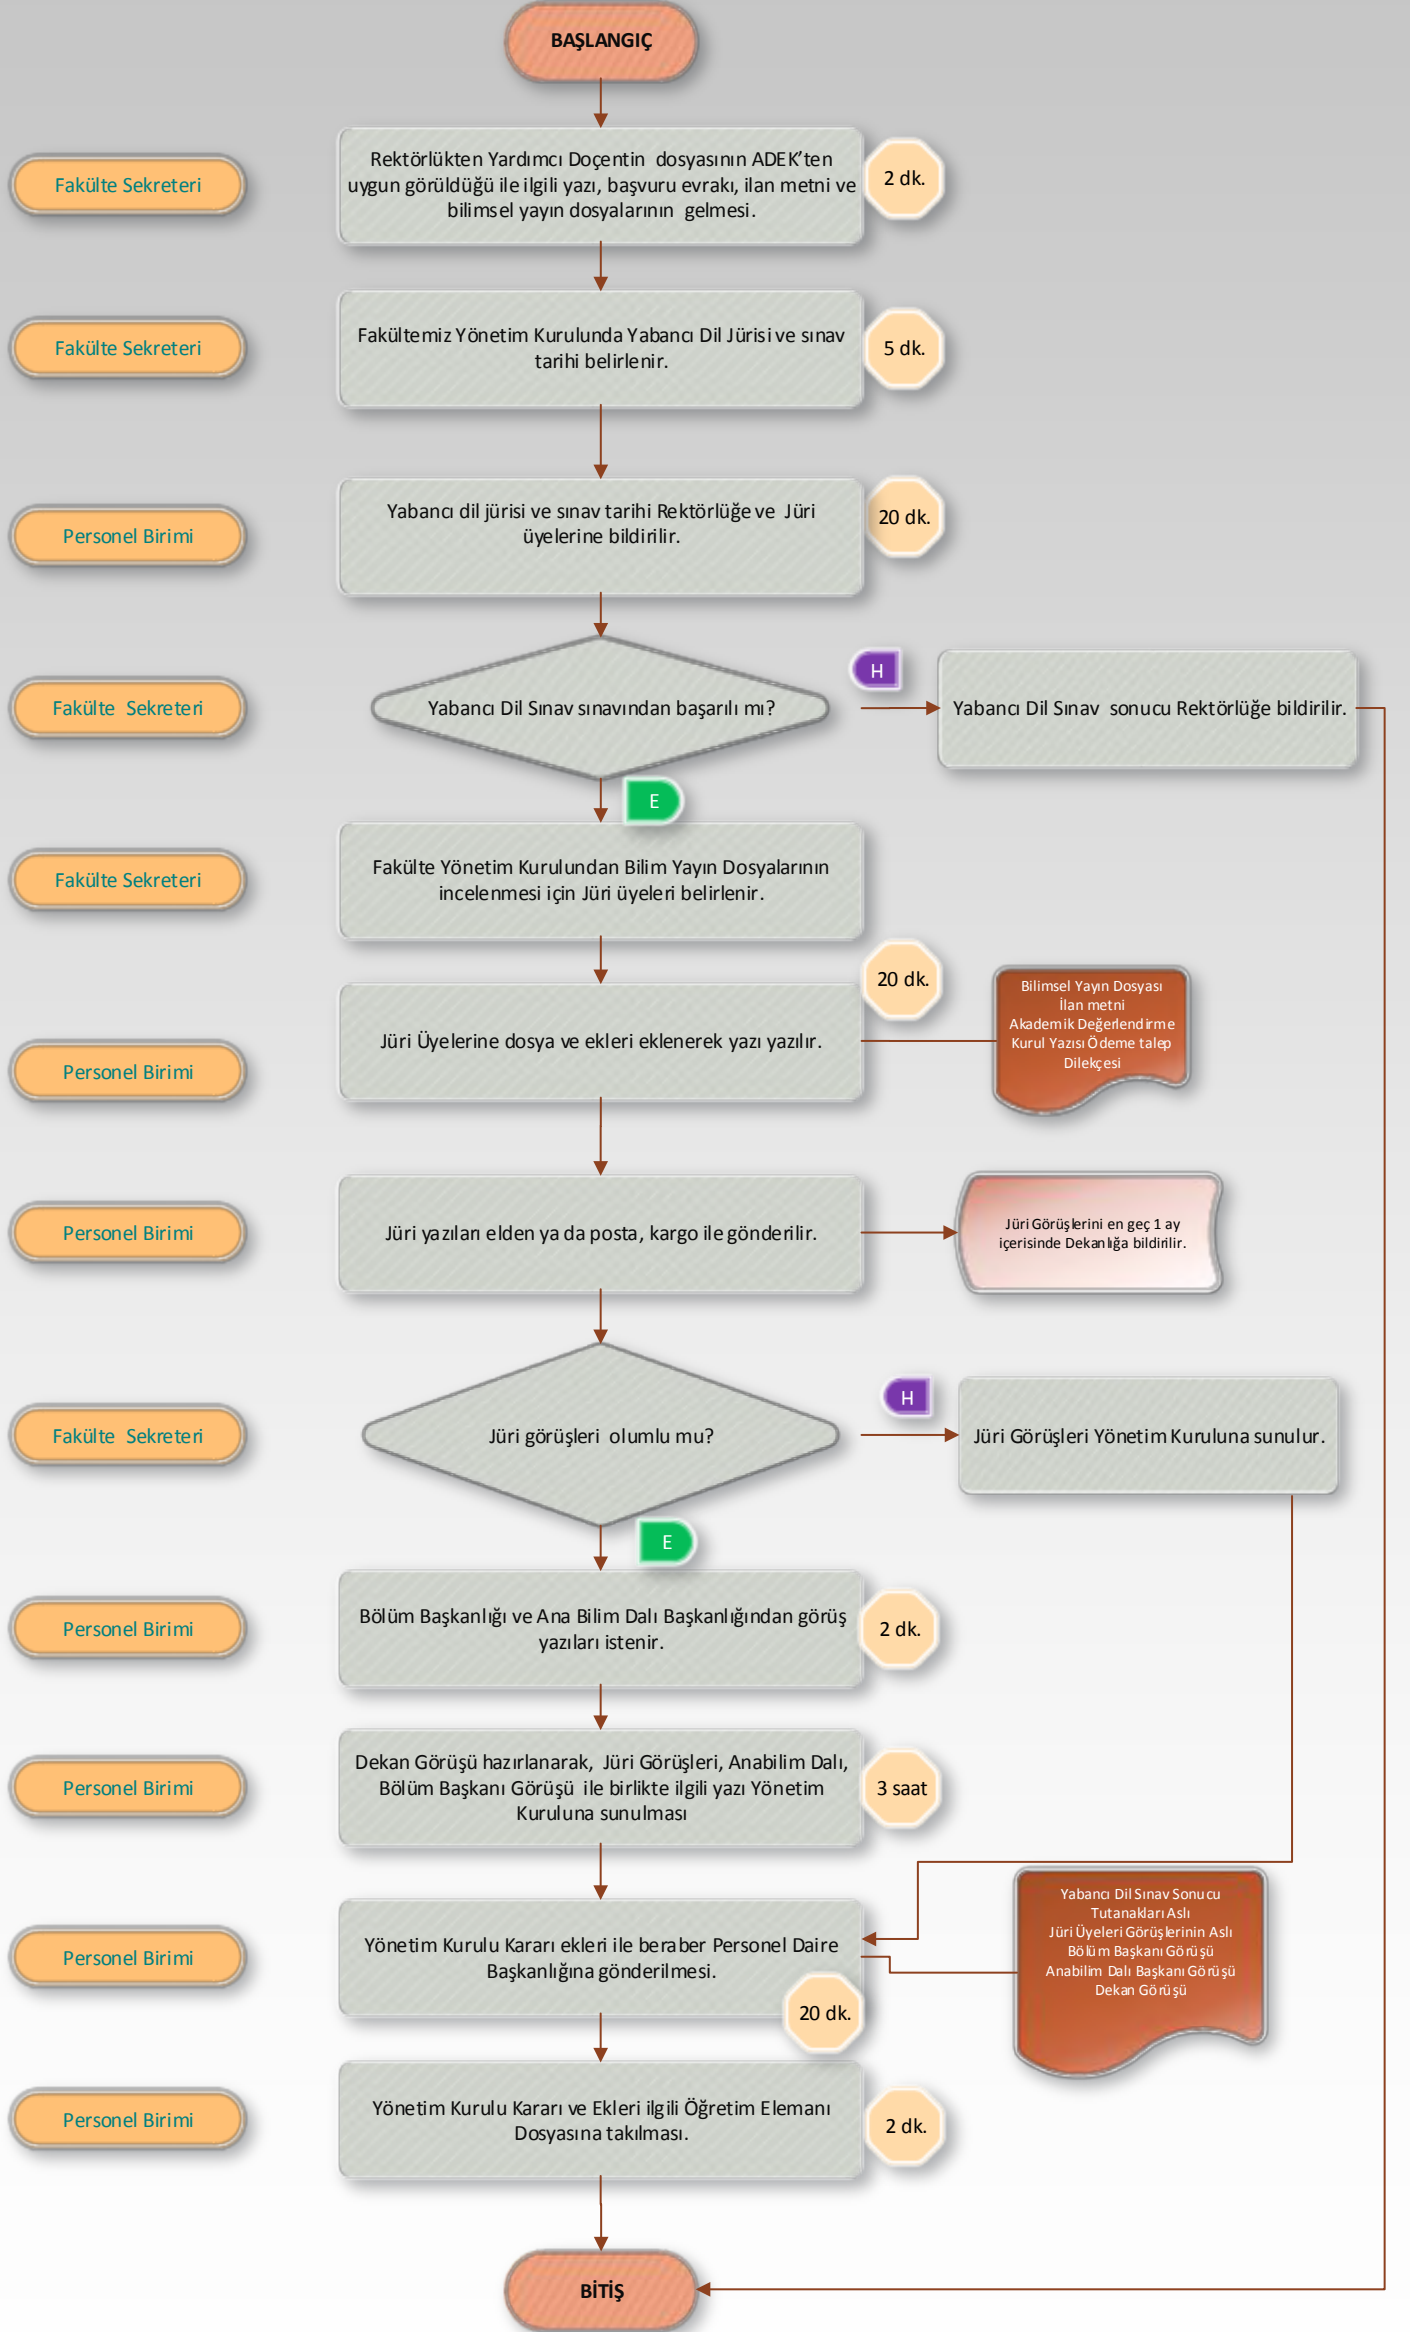 BAŞLANGIÇ
Fakülte Sekreteri
Rektörlükten Yardımcı Doçentin dosyasının ADEK’ten
uygun görüldüğü ile ilgili yazı, başvuru evrakı, ilan metni ve
bilimsel yayın dosyalarının gelmesi.
2 dk.
Fakülte Sekreteri
Fakültemiz Yönetim Kurulunda Yabancı Dil Jürisi ve sınav
tarihi belirlenir.
5 dk.
Personel Birimi
Yabancı dil jürisi ve sınav tarihi Rektörlüğe ve Jüri
üyelerine bildirilir.
20 dk.
Fakülte Sekreteri
Yabancı Dil Sınav sınavından başarılı mı?
H
Yabancı Dil Sınav sonucu Rektörlüğe bildirilir.
E
Fakülte Sekreteri
Fakülte Yönetim Kurulundan Bilim Yayın Dosyalarının
incelenmesi için Jüri üyeleri belirlenir.
Personel Birimi
Jüri Üyelerine dosya ve ekleri eklenerek yazı yazılır.
20 dk.
Bilimsel Yayın Dosyası
İlan metni
Akademik Değerlendirme
Kurul Yazısı Ödeme talep
Dilekçesi
Personel Birimi
Jüri yazıları elden ya da posta, kargo ile gönderilir.
Jüri Görüşlerini en geç 1 ay
içerisinde Dekanlığa bildirilir.
Fakülte Sekreteri
Jüri görüşleri olumlu mu?
H
Jüri Görüşleri Yönetim Kuruluna sunulur.
E
Personel Birimi
Bölüm Başkanlığı ve Ana Bilim Dalı Başkanlığından görüş
yazıları istenir.
2 dk.
Personel Birimi
Dekan Görüşü hazırlanarak, Jüri Görüşleri, Anabilim Dalı,
Bölüm Başkanı Görüşü ile birlikte ilgili yazı Yönetim
Kuruluna sunulması
3 saat
Personel Birimi
Yönetim Kurulu Kararı ekleri ile beraber Personel Daire
Başkanlığına gönderilmesi.
20 dk.
Yabancı Dil Sınav Sonucu
Tutanakları Aslı
Jüri Üyeleri Görüşlerinin Aslı
Bölüm Başkanı Görüşü
Anabilim Dalı Başkanı Görüşü
Dekan Görüşü
Personel Birimi
Yönetim Kurulu Kararı ve Ekleri ilgili Öğretim Elemanı
Dosyasına takılması.
2 dk.
BİTİŞ